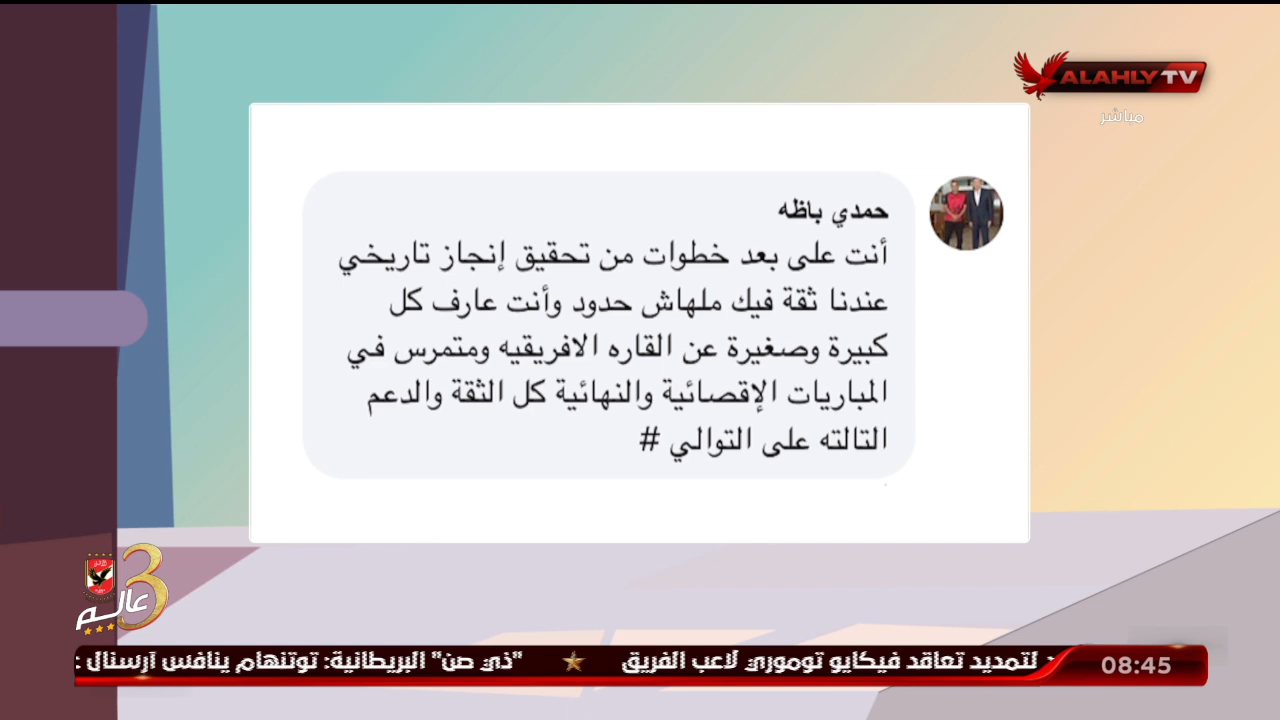 ALAHLY TV
مباشر
حمدي باظه
أنت على بعد خطوات من تحقيق إنجاز تاريخي
عندنا ثقة فيك ملهاش حدود وأنت عارف كل
كبيرة وصغيرة عن القاره الافريقيه ومتمرس في
المباريات الإقصائية والنهائية كل الثقة والدعم
التالته على التوالي #
3
عالم
لتمديد تعاقد فيكايو توموري لاعب الفريق ★ "ذي صن" البريطانية: توتنهام ينافس آرسنال
08:45